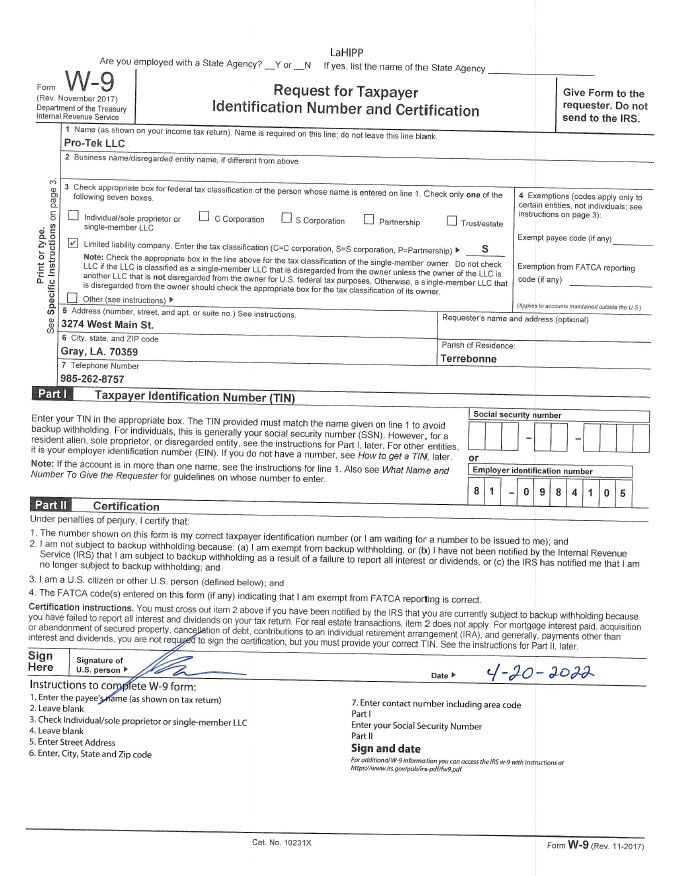 LaHIPP
Are you employed with a State Agency? __Y or __N If yes, list the name of the State Agency ____________________
Form W-9
(Rev. November 2017)
Department of the Treasury
Internal Revenue Service
Request for Taxpayer
Identification Number and Certification
Give Form to the
requester. Do not
send to the IRS.
Print or type.
See Specific Instructions on page 3.
1 Name (as shown on your income tax return). Name is required on this line; do not leave this line blank.
Pro-Tek LLC
2 Business name/disregarded entity name, if different from above
3 Check appropriate box for federal tax classification of the person whose name is entered on line 1. Check only one of the
following seven boxes.
Individual/sole proprietor or
single-member LLC
C Corporation
S Corporation
Partnership
Trust/estate
✔ Limited liability company. Enter the tax classification (C=C corporation, S=S corporation, P=Partnership) ▶ S
Note: Check the appropriate box in the line above for the tax classification of the single-member owner. Do not check
LLC if the LLC is classified as a single-member LLC that is disregarded from the owner unless the owner of the LLC is
another LLC that is not disregarded from the owner for U.S. federal tax purposes. Otherwise, a single-member LLC that
is disregarded from the owner should check the appropriate box for the tax classification of its owner.
Other (see instructions) ▶
4 Exemptions (codes apply only to
certain entities, not individuals; see
instructions on page 3):
Exempt payee code (if any)
Exemption from FATCA reporting
code (if any)
(Applies to accounts maintained outside the U.S.)
5 Address (number, street, and apt. or suite no.) See instructions.
3274 West Main St.
Requester's name and address (optional)
6 City, state, and ZIP code
Gray, LA. 70359
Parish of Residence:
Terrebonne
7 Telephone Number
985-262-8757
Part I Taxpayer Identification Number (TIN)
Enter your TIN in the appropriate box. The TIN provided must match the name given on line 1 to avoid
backup withholding. For individuals, this is generally your social security number (SSN). However, for a
resident alien, sole proprietor, or disregarded entity, see the instructions for Part I, later. For other entities,
it is your employer identification number (EIN). If you do not have a number, see How to get a TIN, later.
Note: If the account is in more than one name, see the instructions for line 1. Also see What Name and
Number To Give the Requester for guidelines on whose number to enter.
Social security number
– –
or
Employer identification number
8 1 – 0 9 8 4 1 0 5
Part II Certification
Under penalties of perjury, I certify that:
1. The number shown on this form is my correct taxpayer identification number (or I am waiting for a number to be issued to me); and
2. I am not subject to backup withholding because: (a) I am exempt from backup withholding, or (b) I have not been notified by the Internal Revenue
Service (IRS) that I am subject to backup withholding as a result of a failure to report all interest or dividends, or (c) the IRS has notified me that I am
no longer subject to backup withholding; and
3. I am a U.S. citizen or other U.S. person (defined below); and
4. The FATCA code(s) entered on this form (if any) indicating that I am exempt from FATCA reporting is correct.
Certification instructions. You must cross out item 2 above if you have been notified by the IRS that you are currently subject to backup withholding because
you have failed to report all interest and dividends on your tax return. For real estate transactions, item 2 does not apply. For mortgage interest paid, acquisition
or abandonment of secured property, cancellation of debt, contributions to an individual retirement arrangement (IRA), and generally, payments other than
interest and dividends, you are not required to sign the certification, but you must provide your correct TIN. See the instructions for Part II, later.
Sign
Here
Signature of
U.S. person ▶
Date ▶ 4-20-2022
Instructions to complete W-9 form:
1. Enter the payee's name (as shown on tax return)
2. Leave blank
3. Check Individual/sole proprietor or single-member LLC
4. Leave blank
5. Enter Street Address
6. Enter, City, State and Zip code
7. Enter contact number including area code
Part I
Enter your Social Security Number
Part II
Sign and date
For additional W-9 information you can access the IRS w-9 with instructions at
https://www.irs.gov/pub/irs-pdf/fw9.pdf
Cat. No. 10231X
Form W-9 (Rev. 11-2017)